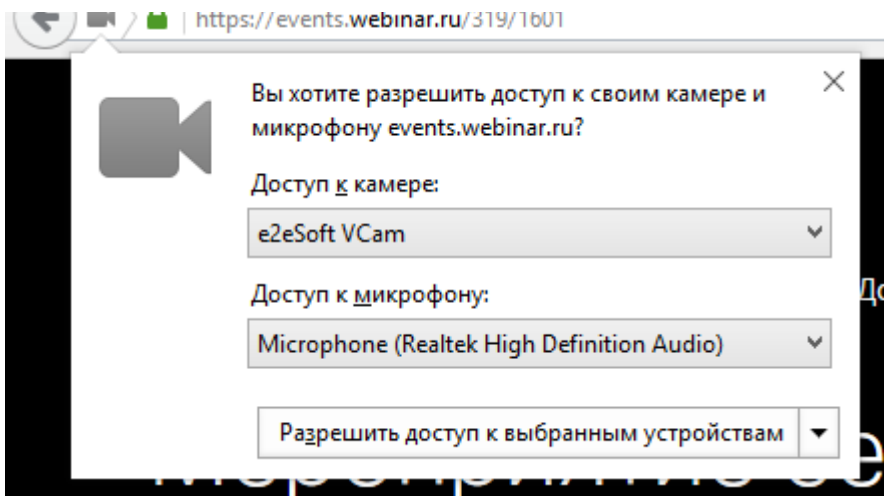 https://events.webinar.ru/319/1601
Вы хотите разрешить доступ к своим камере и
микрофону events.webinar.ru?
Доступ к камере:
e2eSoft VCam
Доступ к микрофону:
Microphone (Realtek High Definition Audio)
Разрешить доступ к выбранным устройствам